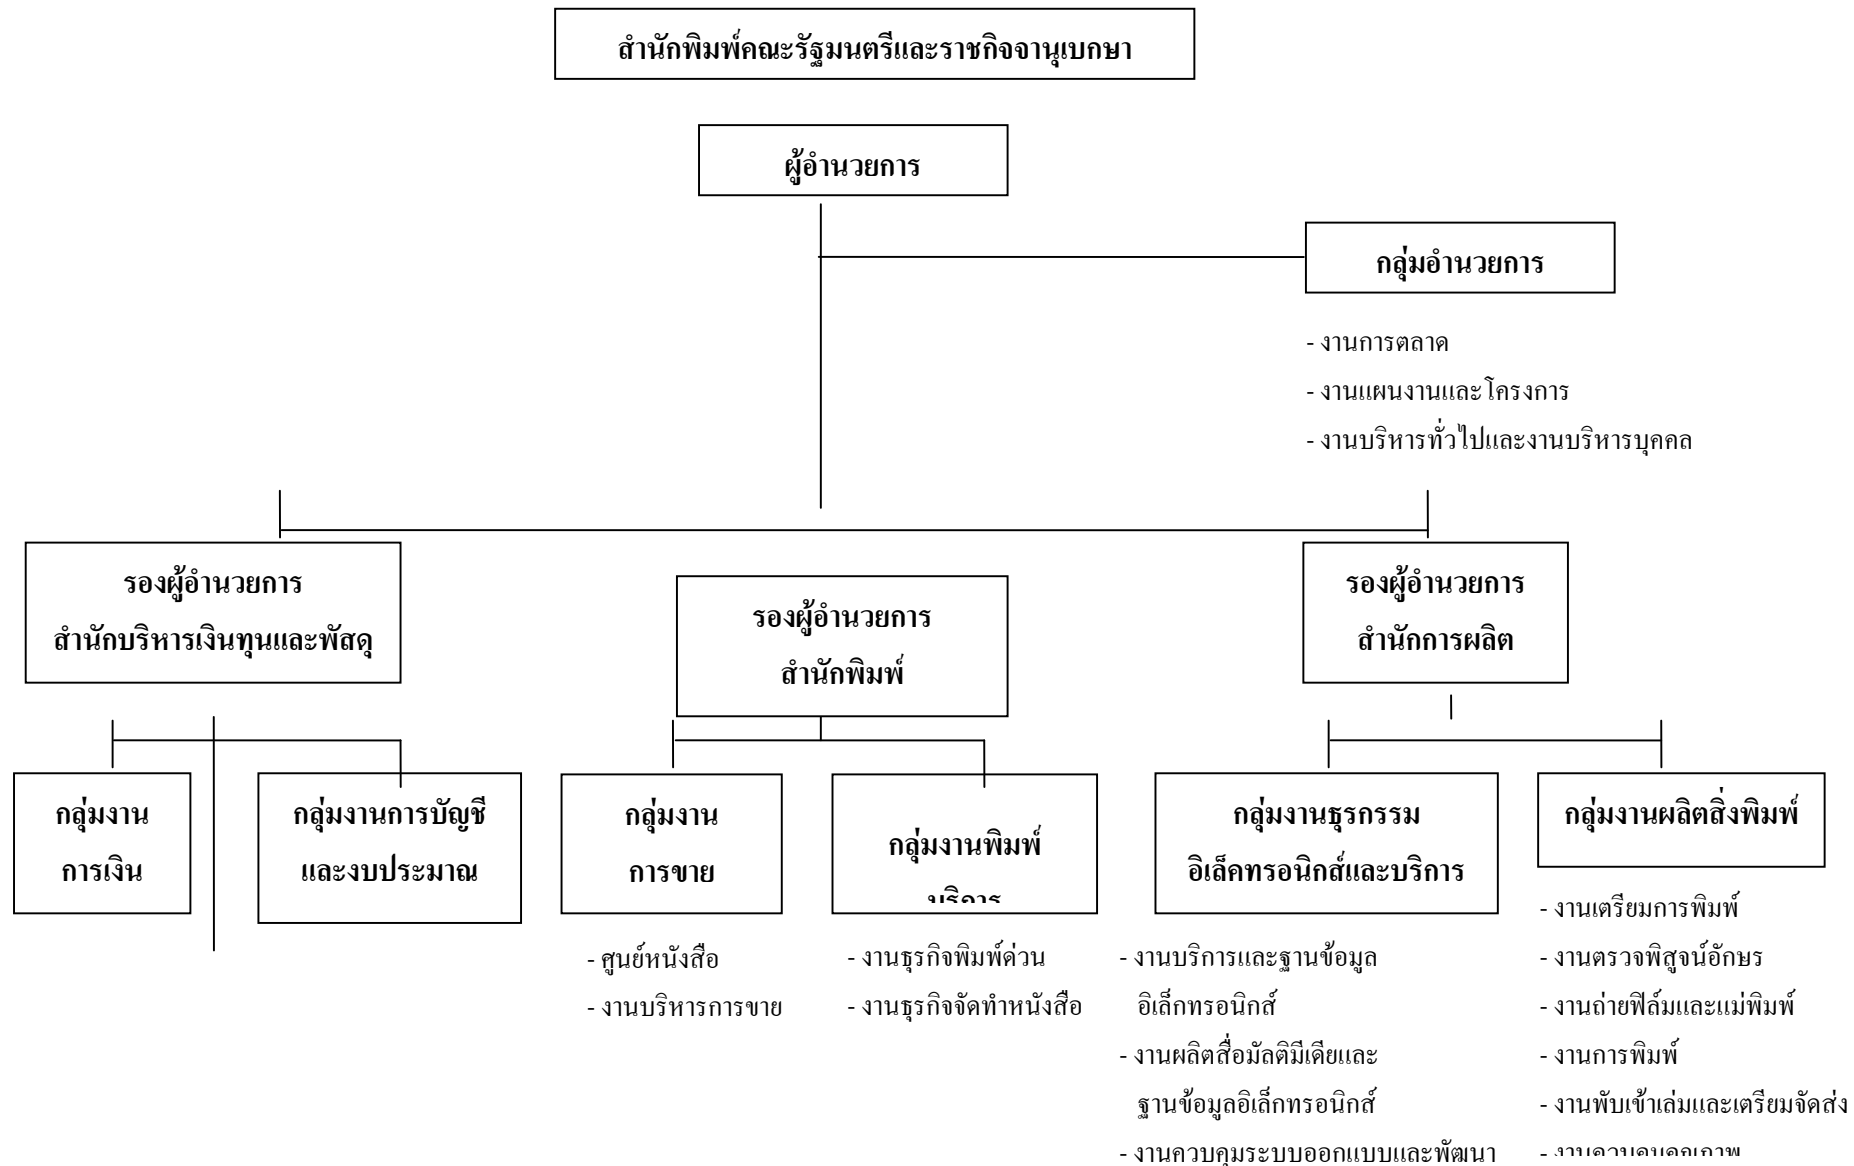 สำนักพิมพ์คณะรัฐมนตรีและราชกิจจานุเบกษา
ผู้อำนวยการ
กลุ่มอำนวยการ
- งานการตลาด
- งานแผนงานและโครงการ
- งานบริหารทั่วไปและงานบริหารบุคคล
รองผู้อำนวยการ
สำนักบริหารเงินทุนและพัสดุ
รองผู้อำนวยการ
สำนักพิมพ์
รองผู้อำนวยการ
สำนักการผลิต
กลุ่มงาน
การเงิน
กลุ่มงานการบัญชี
และงบประมาณ
กลุ่มงาน
การขาย
- ศูนย์หนังสือ
- งานบริหารการขาย
กลุ่มงานพิมพ์
บริการ
- งานธุรกิจพิมพ์ด่วน
- งานธุรกิจจัดทำหนังสือ
กลุ่มงานธุรกรรม
อิเล็คทรอนิกส์และบริการ
- งานบริการและฐานข้อมูล
อิเล็กทรอนิกส์
- งานผลิตสื่อมัลติมีเดียและ
ฐานข้อมูลอิเล็กทรอนิกส์
- งานควบคุมระบบออกแบบและพัฒนา
กลุ่มงานผลิตสิ่งพิมพ์
- งานเตรียมการพิมพ์
- งานตรวจพิสูจน์อักษร
- งานถ่ายฟิล์มและแม่พิมพ์
- งานการพิมพ์
- งานพับเข้าเล่มและเตรียมจัดส่ง
- งานควบคุมคุณภาพ